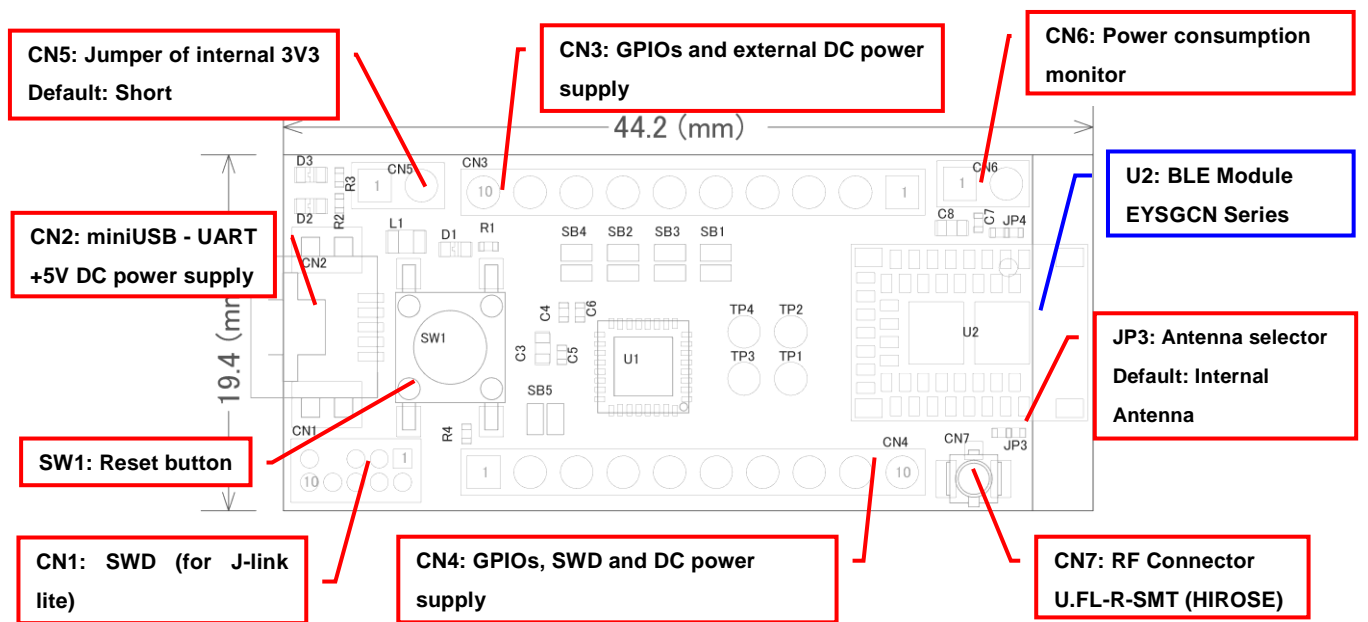 CN5: Jumper of internal 3V3
Default: Short
CN3: GPIOs and external DC power
supply
CN6: Power consumption
monitor
44.2 (mm)
D3
R3
CN5
1
CN3
10
1
CN6
1
U2: BLE Module
EYSGCN Series
D2
R2
L1
D1
R1
SB4
SB2
SB3
SB1
C8
C7
JP4
CN2: miniUSB - UART
+5V DC power supply
CN2
C4
C6
TP4
TP2
U2
JP3: Antenna selector
Default: Internal
Antenna
19.4 (mm)
SW1
C3
C5
U1
TP3
TP1
SB5
CN1
R4
CN4
CN7
JP3
SW1: Reset button
1
10
1
10
CN1: SWD (for J-link
lite)
CN4: GPIOs, SWD and DC power
supply
CN7: RF Connector
U.FL-R-SMT (HIROSE)